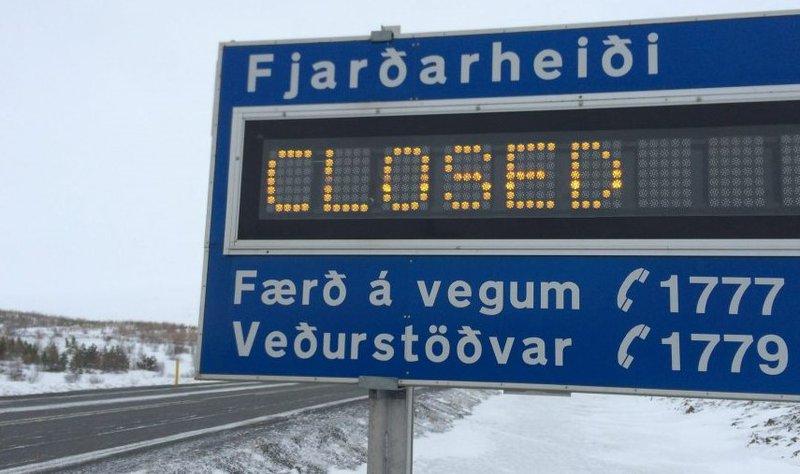 Fjarðarheiði
CLOSED
Færð á vegum 1777
Veðurstöðvar 1779